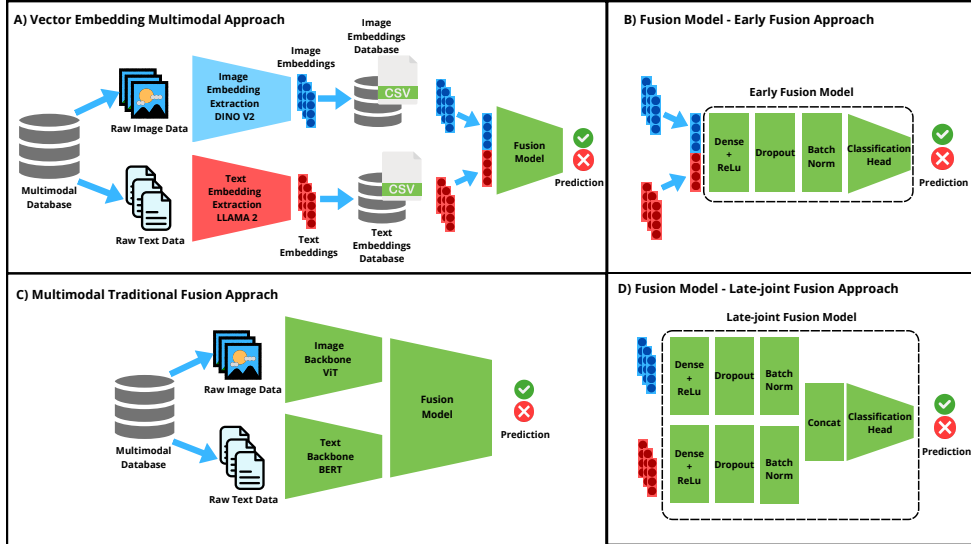 A) Vector Embedding Multimodal Approach
Image
Embeddings
Database
Image
Embeddings
CSV
Image
Embedding
Extraction
DINO V2
Raw Image Data
Multimodal
Database
Fusion
Model
Prediction
Text
Embedding
Extraction
LLAMA 2
CSV
Raw Text Data
Text
Embeddings
Text
Embeddings
Database
B) Fusion Model - Early Fusion Approach
Early Fusion Model
Dense
+
ReLu
Dropout
Batch
Norm
Classification
Head
Prediction
C) Multimodal Traditional Fusion Apprach
Image
Backbone
ViT
Raw Image Data
Fusion
Model
Prediction
Multimodal
Database
Text
Backbone
BERT
Raw Text Data
D) Fusion Model - Late-joint Fusion Approach
Late-joint Fusion Model
Dense
+
ReLu
Dropout
Batch
Norm
Concat
Classification
Head
Prediction
Dense
+
ReLu
Dropout
Batch
Norm